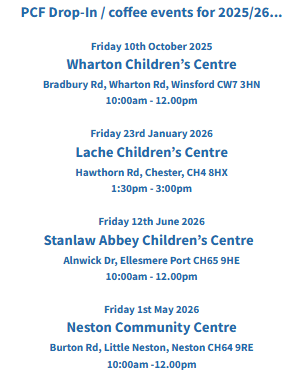 PCF Drop-In / coffee events for 2025/26...
Friday 10th October 2025
Wharton Children's Centre
Bradbury Rd, Wharton Rd, Winsford CW7 3HN
10:00am - 12.00pm
Friday 23rd January 2026
Lache Children's Centre
Hawthorn Rd, Chester, CH4 8HX
1:30pm - 3:00pm
Friday 12th June 2026
Stanlaw Abbey Children's Centre
Alnwick Dr, Ellesmere Port CH65 9HE
10:00am - 12.00pm
Friday 1st May 2026
Neston Community Centre
Burton Rd, Little Neston, Neston CH64 9RE
10:00am -12.00pm